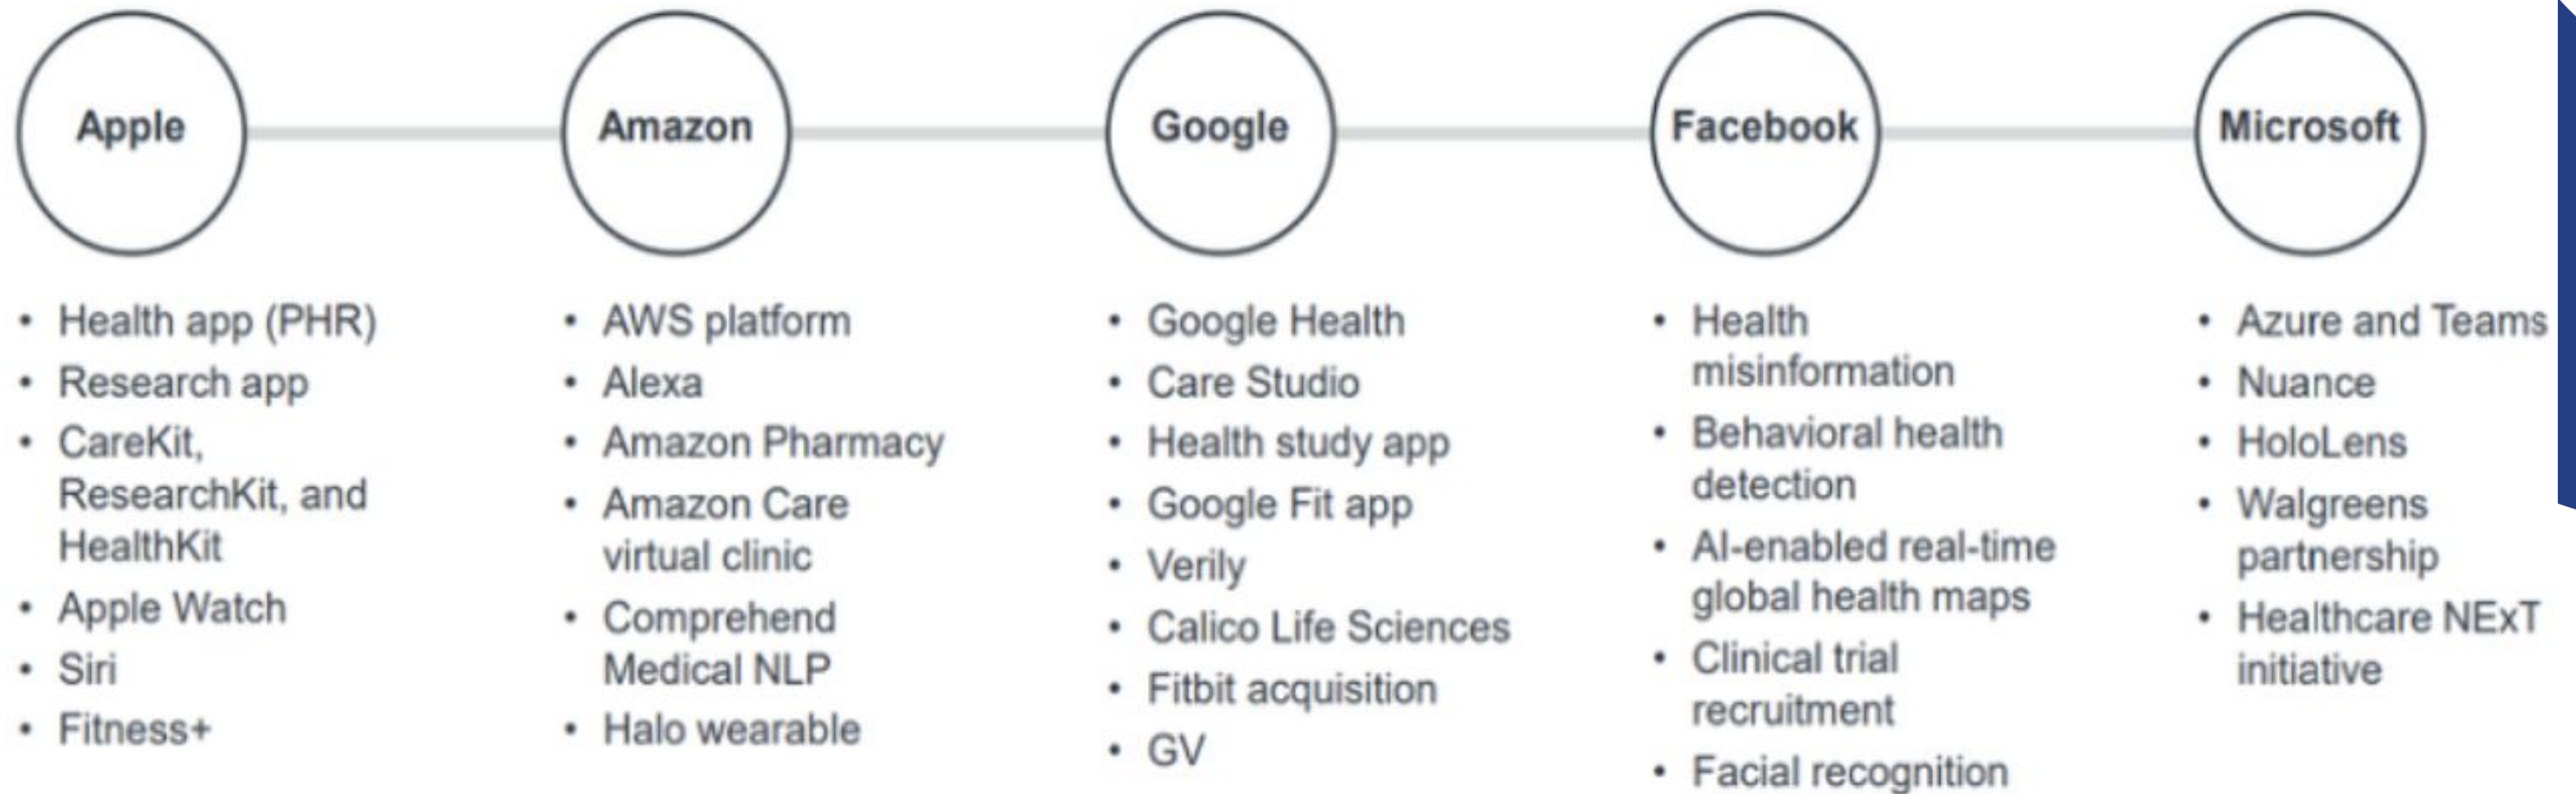 Apple
Amazon
Google
Facebook
Microsoft
• Health app (PHR)
• Research app
• CareKit,
ResearchKit, and
HealthKit
• Apple Watch
• Siri
• Fitness+
• AWS platform
• Alexa
• Amazon Pharmacy
• Amazon Care
virtual clinic
• Comprehend
Medical NLP
• Halo wearable
• Google Health
• Care Studio
• Health study app
• Google Fit app
• Verily
• Calico Life Sciences
• Fitbit acquisition
• GV
• Health
misinformation
• Behavioral health
detection
• AI-enabled real-time
global health maps
• Clinical trial
recruitment
• Facial recognition
• Azure and Teams
• Nuance
• HoloLens
• Walgreens
partnership
• Healthcare NExT
initiative